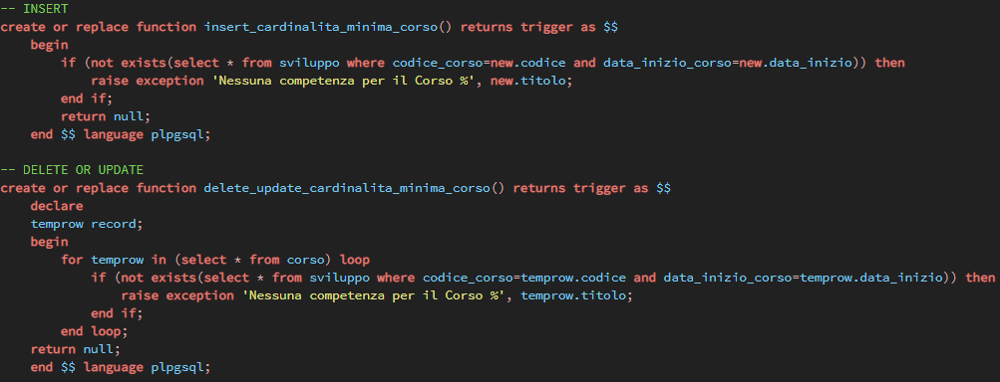 -- INSERT
create or replace function insert_cardinalita_minima_corso() returns trigger as $$
    begin
        if (not exists(select * from sviluppo where codice_corso=new.codice and data_inizio_corso=new.data_inizio)) then
            raise exception 'Nessuna competenza per il Corso %', new.titolo;
        end if;
        return null;
    end $$ language plpgsql;

-- DELETE OR UPDATE
create or replace function delete_update_cardinalita_minima_corso() returns trigger as $$
    declare
    temprow record;
    begin
        for temprow in (select * from corso) loop
            if (not exists(select * from sviluppo where codice_corso=temprow.codice and data_inizio_corso=temprow.data_inizio)) then
                raise exception 'Nessuna competenza per il Corso %', temprow.titolo;
            end if;
        end loop;
    return null;
    end $$ language plpgsql;